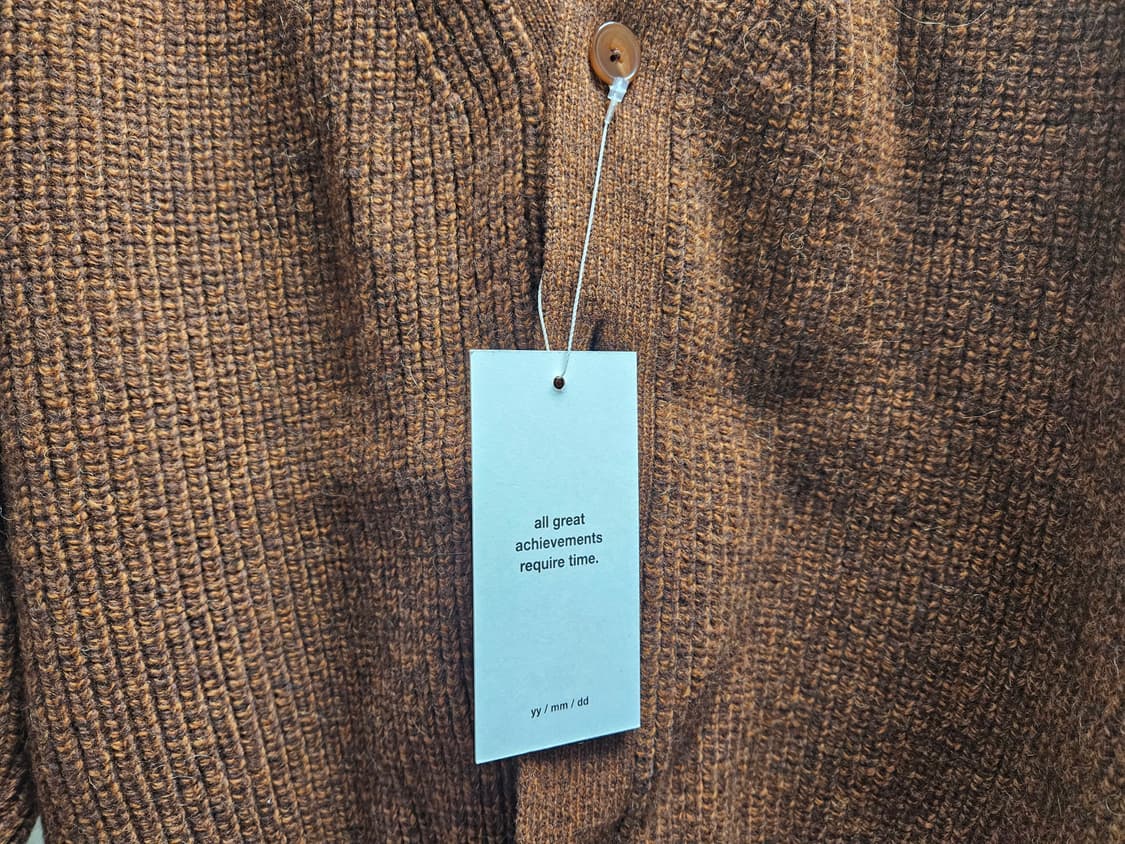 all great
achievements
require time.
yy / mm / dd